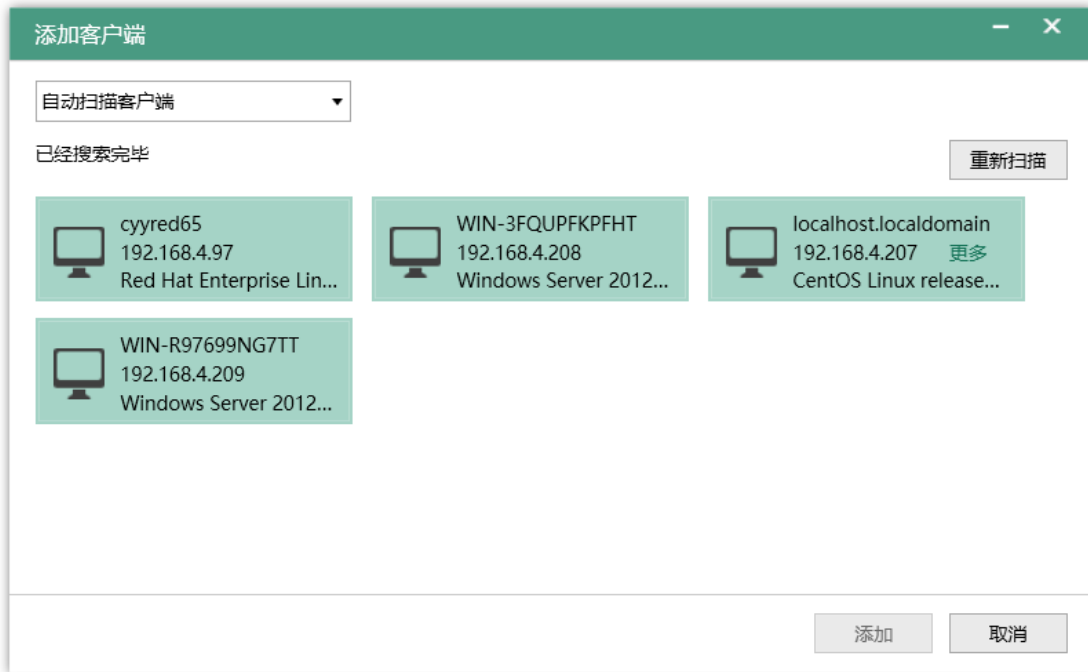 添加客户端
自动扫描客户端
已经搜索完毕
重新扫描
cyyred65
192.168.4.97
Red Hat Enterprise Lin...
WIN-3FQUPFKPFHT
192.168.4.208
Windows Server 2012...
localhost.localdomain
192.168.4.207 更多
CentOS Linux release...
WIN-R97699NG7TT
192.168.4.209
Windows Server 2012...
添加
取消